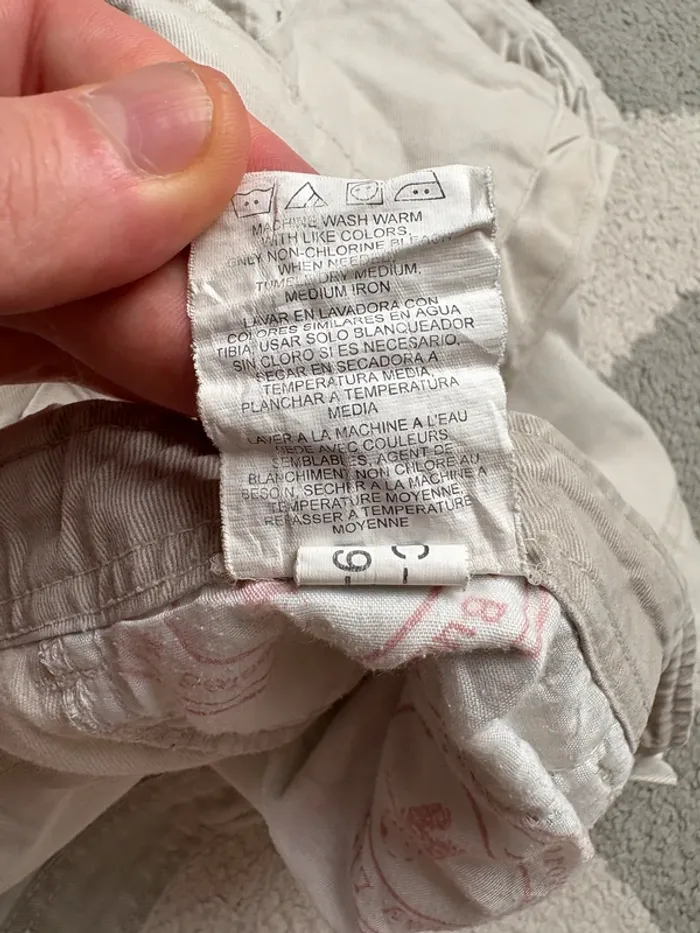 MACHINE WASH WARM
WITH LIKE COLORS,
ONLY NON-CHLORINE BLEACH
WHEN NEEDED.
TUMBLE DRY MEDIUM.
MEDIUM IRON
LAVAR EN LAVADORA CON
COLORES SIMILARES EN AGUA
TIBIA. USAR SOLO BLANQUEADOR
SIN CLORO SI ES NECESARIO.
SECAR EN SECADORA A
TEMPERATURA MEDIA.
PLANCHAR A TEMPERATURA
MEDIA
LAVER A LA MACHINE A L'EAU
TIEDE AVEC COULEURS
SEMBLABLES. AGENT DE
BLANCHIMENT NON CHLORE AU
BESOIN, SECHER A LA MACHINE A
TEMPERATURE MOYENNE.
REPASSER A TEMPERATURE
MOYENNE
C-
9-